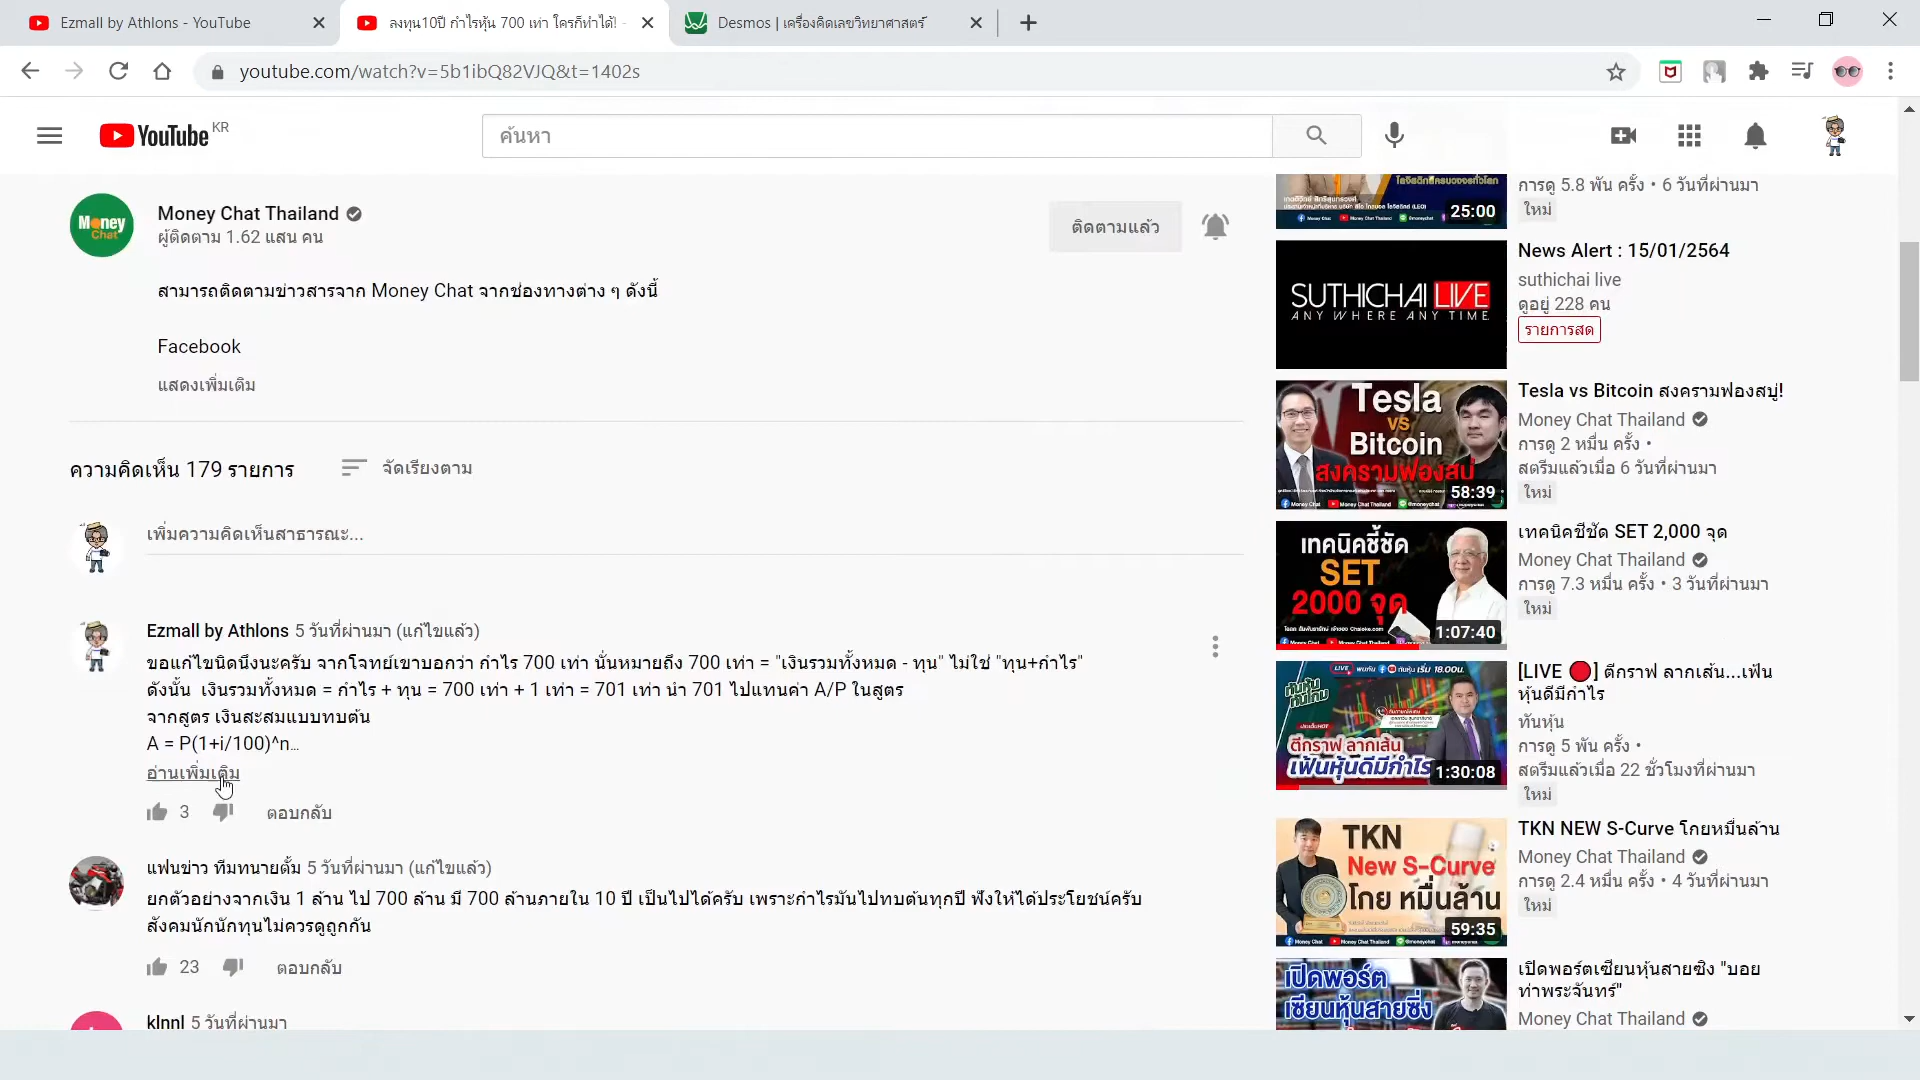 Ezmall by Athlons - YouTube
ลงทุน10ปี กำไรหุ้น 700 เท่า ใครก็ทำได้! -
Desmos | เครื่องคิดเลขวิทยาศาสตร์
youtube.com/watch?v=5b1ibQ82VJQ&t=1402s
YouTube KR
ค้นหา
Money Chat
Money Chat Thailand
ผู้ติดตาม 1.62 แสน คน
ติดตามแล้ว
สามารถติดตามข่าวสารจาก Money Chat จากช่องทางต่าง ๆ ดังนี้
Facebook
แสดงเพิ่มเติม
ความคิดเห็น 179 รายการ
จัดเรียงตาม
เพิ่มความคิดเห็นสาธารณะ...
Ezmall by Athlons 5 วันที่ผ่านมา (แก้ไขแล้ว)
ขอแก้ไขนิดนึงนะครับ จากโจทย์เขาบอกว่า กำไร 700 เท่า นั่นหมายถึง 700 เท่า = "เงินรวมทั้งหมด - ทุน" ไม่ใช่ "ทุน+กำไร"
ดังนั้น เงินรวมทั้งหมด = กำไร + ทุน = 700 เท่า + 1 เท่า = 701 เท่า นำ 701 ไปแทนค่า A/P ในสูตร
จากสูตร เงินสะสมแบบทบต้น
A = P(1+i/100)^n...
อ่านเพิ่มเติม
3
ตอบกลับ
แฟนข่าว ทีมทนายตั้ม 5 วันที่ผ่านมา (แก้ไขแล้ว)
ยกตัวอย่างจากเงิน 1 ล้าน ไป 700 ล้าน มี 700 ล้านภายใน 10 ปี เป็นไปได้ครับ เพราะกำไรมันไปทบต้นทุกปี ฟังให้ได้ประโยชน์ครับ
สังคมนักนักทุนไม่ควรดูถูกกัน
23
ตอบกลับ
klnnl 5 วันที่ผ่านมา
25:00
การดู 5.8 พัน ครั้ง • 6 วันที่ผ่านมา
ใหม่
SUTHICHAI LIVE
ANY WHERE ANY TIME.
News Alert : 15/01/2564
suthichai live
ดูอยู่ 228 คน
รายการสด
Tesla
VS
Bitcoin
สงครามฟองสบู่
58:39
Tesla vs Bitcoin สงครามฟองสบู่!
Money Chat Thailand
การดู 2 หมื่น ครั้ง •
สตรีมแล้วเมื่อ 6 วันที่ผ่านมา
ใหม่
เทคนิคชี้ชัด
SET
2000 จุด
1:07:40
เทคนิคชี้ชัด SET 2,000 จุด
Money Chat Thailand
การดู 7.3 หมื่น ครั้ง • 3 วันที่ผ่านมา
ใหม่
ตีกราฟ ลากเส้น
เฟ้นหุ้นดีมีกำไร
1:30:08
[LIVE 🔴] ตีกราฟ ลากเส้น...เฟ้น
หุ้นดีมีกำไร
ทันหุ้น
การดู 5 พัน ครั้ง •
สตรีมแล้วเมื่อ 22 ชั่วโมงที่ผ่านมา
ใหม่
TKN
New S-Curve
โกย หมื่นล้าน
59:35
TKN NEW S-Curve โกยหมื่นล้าน
Money Chat Thailand
การดู 2.4 หมื่น ครั้ง • 4 วันที่ผ่านมา
ใหม่
เปิดพอร์ต
เซียนหุ้นสายซิ่ง
เปิดพอร์ตเซียนหุ้นสายซิ่ง "บอย
ท่าพระจันทร์"
Money Chat Thailand